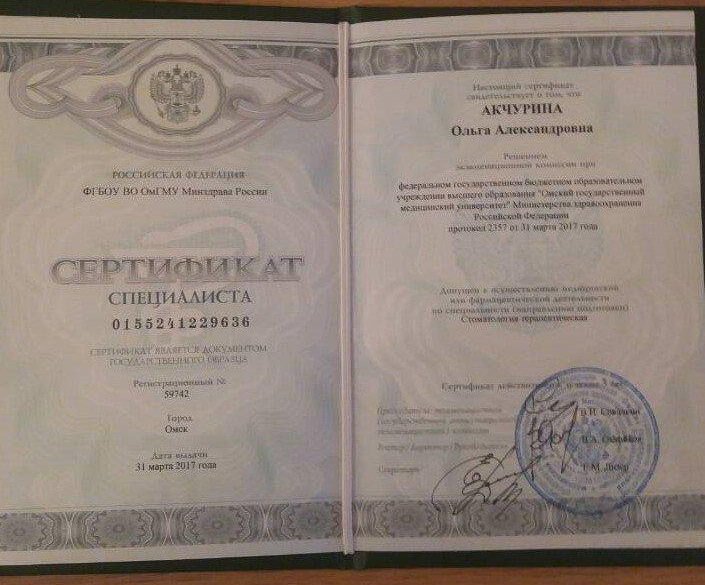 РОССИЙСКАЯ ФЕДЕРАЦИЯ
ФГБОУ ВО ОмГМУ Минздрава России
СЕРТИФИКАТ
СПЕЦИАЛИСТА
0155241229636
СЕРТИФИКАТ ЯВЛЯЕТСЯ ДОКУМЕНТОМ
ГОСУДАРСТВЕННОГО ОБРАЗЦА
Регистрационный №
59742
Город
Омск
Дата выдачи
31 марта 2017 года
Настоящий сертификат
свидетельствует о том, что
АКЧУРИНА
Ольга Александровна
Решением
экзаменационной комиссии при
федеральном государственном бюджетном образовательном
учреждении высшего образования "Омский государственный
медицинский университет" Министерства здравоохранения
Российской Федерации
протокол 2357 от 31 марта 2017 года
Допущен к осуществлению медицинской
или фармацевтической деятельности
по специальности (направлению подготовки)
Стоматология терапевтическая
Сертификат действителен в течение 5 лет
Председатель экзаменационной
Секретарь